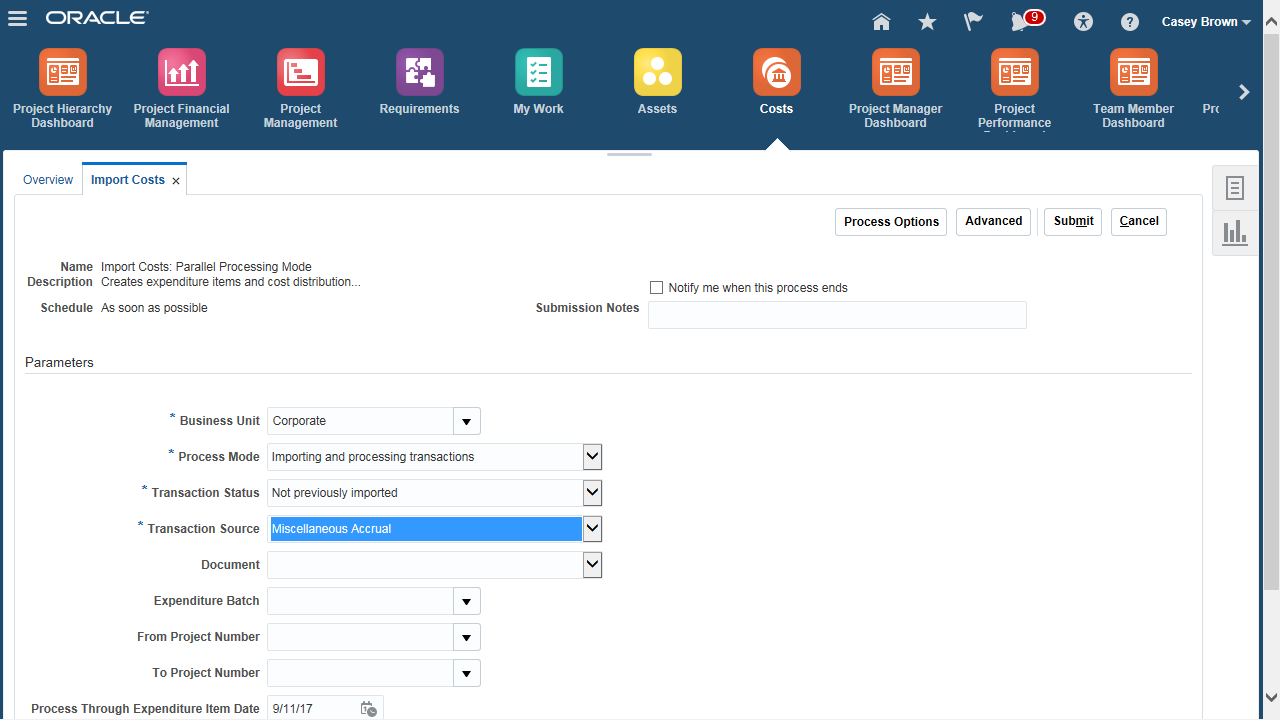 ORACLE
9
Casey Brown
Project Hierarchy Dashboard
Project Financial Management
Project Management
Requirements
My Work
Assets
Costs
Project Manager Dashboard
Project Performance
Team Member Dashboard
Overview
Import Costs
Process Options
Advanced
Submit
Cancel
Name Import Costs: Parallel Processing Mode
Description Creates expenditure items and cost distribution...
Notify me when this process ends
Schedule As soon as possible
Submission Notes
Parameters
* Business Unit Corporate
* Process Mode Importing and processing transactions
* Transaction Status Not previously imported
* Transaction Source Miscellaneous Accrual
Document
Expenditure Batch
From Project Number
To Project Number
Process Through Expenditure Item Date 9/11/17